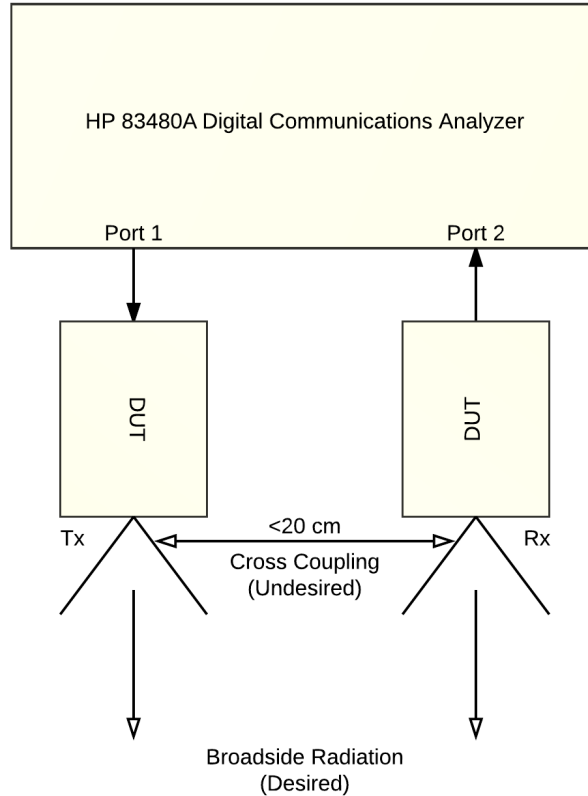 HP 83480A Digital Communications Analyzer
Port 1
Port 2
DUT
DUT
Tx
<20 cm
Rx
Cross Coupling
(Undesired)
Broadside Radiation
(Desired)